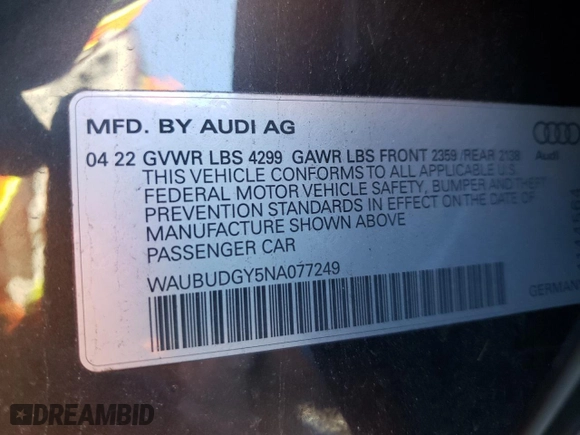 MFD. BY AUDI AG
04 22 GVWR LBS 4299 GAWR LBS FRONT 2359 /REAR 2138
THIS VEHICLE CONFORMS TO ALL APPLICABLE U.S.
FEDERAL MOTOR VEHICLE SAFETY, BUMPER AND THEFT
PREVENTION STANDARDS IN EFFECT ON THE DATE OF
MANUFACTURE SHOWN ABOVE
PASSENGER CAR
WAUBUDGY5NA077249
Audi
GERMANY
DREAMBID